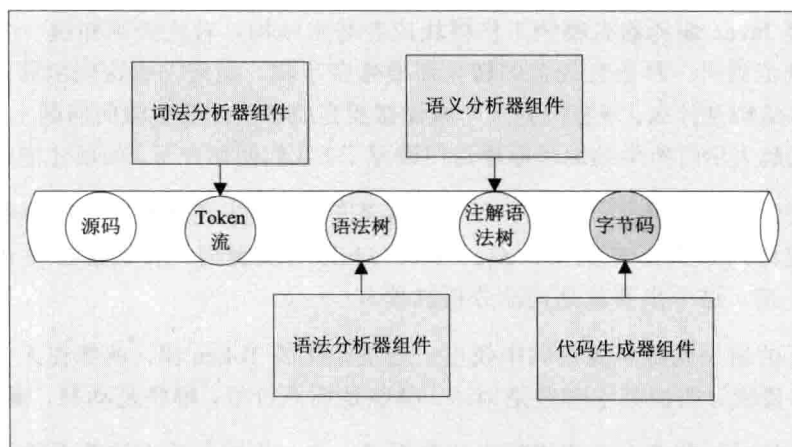 词法分析器组件
语义分析器组件
源码
Token
流
语法树
注解语
法树
字节码
语法分析器组件
代码生成器组件